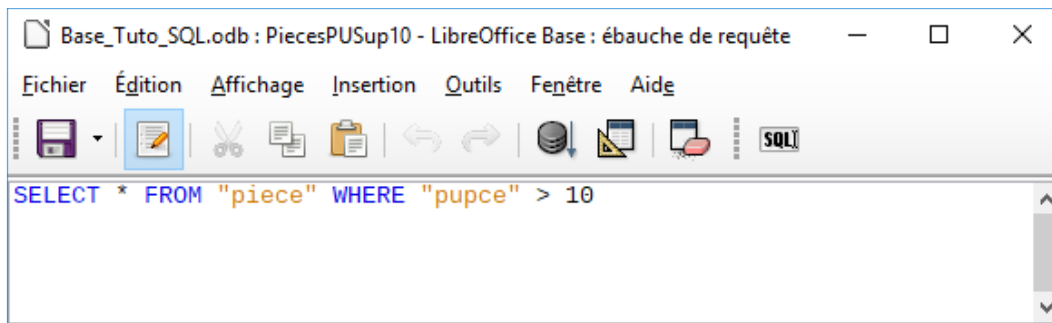 Base_Tuto_SQL.odb : PiecesPUSup10 - LibreOffice Base : ébauche de requête
Fichier Édition Affichage Insertion Outils Fenêtre Aide
SQL
SELECT * FROM "piece" WHERE "pupce" > 10